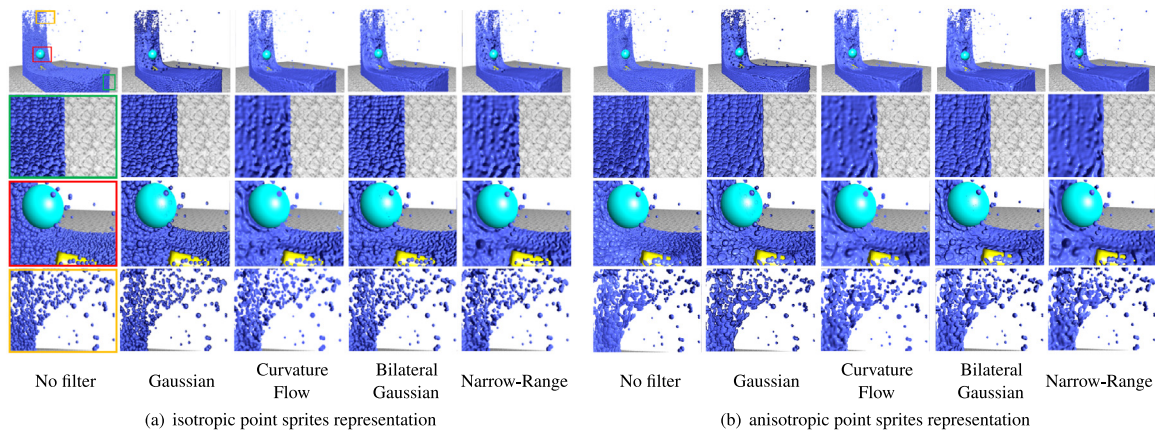 No filter
Gaussian
Curvature
Flow
Bilateral
Gaussian
Narrow-Range
(a) isotropic point sprites representation
No filter
Gaussian
Curvature
Flow
Bilateral
Gaussian
Narrow-Range
(b) anisotropic point sprites representation